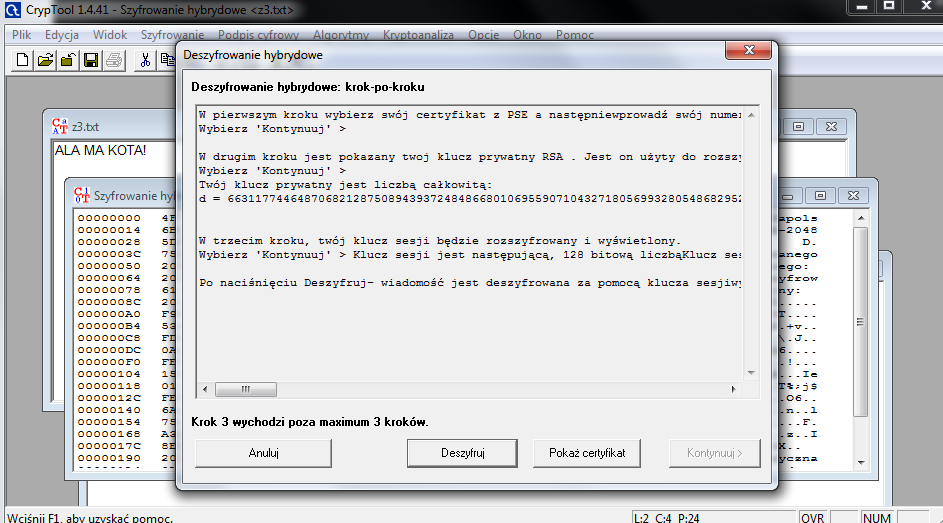 CrypTool 1.4.41 - Szyfrowanie hybrydowe <z3.txt>
Plik Edycja Widok Szyfrowanie Podpis cyfrowy Algorytmy Kryptoanaliza Opcje Okno Pomoc
Deszyfrowanie hybrydowe
Deszyfrowanie hybrydowe: krok-po-kroku
W pierwszym kroku wybierz swój certyfikat z PSE a następniewprowadź swój numer
Wybierz 'Kontynuuj' >
W drugim kroku jest pokazany twoj klucz prywatny RSA . Jest on użyty do rozszy
Wybierz 'Kontynuuj' >
Twój klucz prywatny jest liczbą całkowitą:
d = 6631177446487068212875089439372484866801069559071043271805699328054868295
W trzecim kroku, twój klucz sesji będzie rozszyfrowany i wyświetlony.
Wybierz 'Kontynuuj' > Klucz sesji jest następującą, 128 bitową liczbąKlucz ses
Po naciśnięciu Deszyfruj- wiadomość jest deszyfrowana za pomocą klucza sesjiwy
Krok 3 wychodzi poza maximum 3 kroków.
Anuluj
Deszyfruj
Pokaż certyfikat
Kontynuuj >
z3.txt
ALA MA KOTA!
Szyfrowanie hy
00000000 4F
00000014 6E
00000028 5D
0000003C 75
00000050 20
00000064 20
00000078 61
0000008C 20
000000A0 F9
000000B4 53
000000C8 FD
000000DC 0A
000000F0 FE
00000104 15
00000118 01
0000012C FE
00000140 6A
00000154 75
00000168 A3
0000017C 8E
00000190 20
apols
-2048
D.
anego
ego:
yfrow
ny:
.....
T....
.+v..
\.J..
6....
.!...
...Ie
T%;j$
.O6..
.n..l
...F.
.z..I
X..
yczna
Wciśnij F1, aby uzyskać pomoc.
L:2 C:4 P:24
OVR
NUM